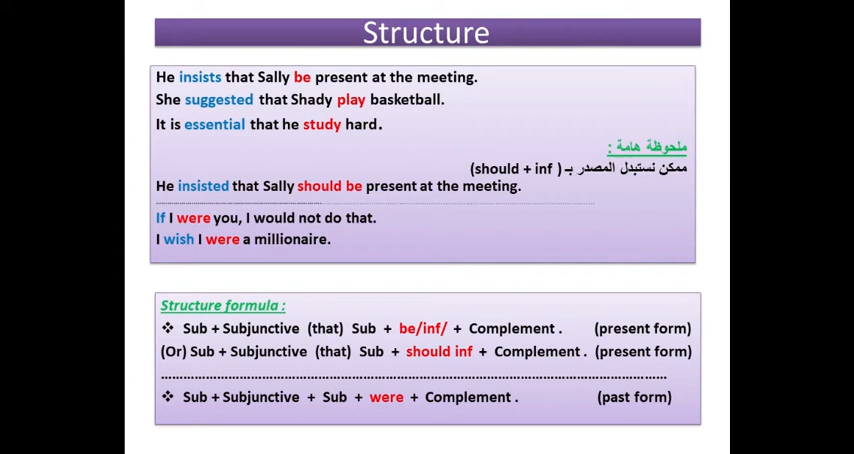 Structure
He insists that Sally be present at the meeting.
She suggested that Shady play basketball.
It is essential that he study hard.
ملحوظة هامة :
ممكن نستبدل المصدر بـ ( should + inf)
He insisted that Sally should be present at the meeting.
If I were you, I would not do that.
I wish I were a millionaire.
Structure formula :
❖ Sub + Subjunctive (that) Sub + be/inf/ + Complement . (present form)
(Or) Sub + Subjunctive (that) Sub + should inf + Complement . (present form)
❖ Sub + Subjunctive + Sub + were + Complement . (past form)